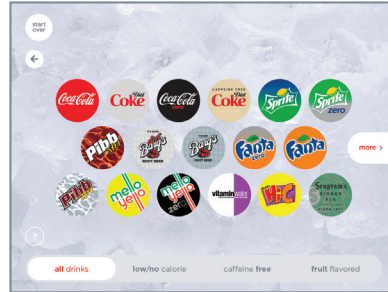 start
over
Coca-Cola
Diet
Coke
Coca-Cola
zero
CAFFEINE FREE
Diet
Coke
Sprite
Sprite
zero
Pibb
Barq's
ROOT BEER
Barq's
ROOT BEER
Fanta
zero
Fanta
more >
Pibb
mello
yello
mello
yello
zero
vitaminwater
Hi-C
Seagram's
GINGER
ALE
?
all drinks
low/no calorie
caffeine free
fruit flavored